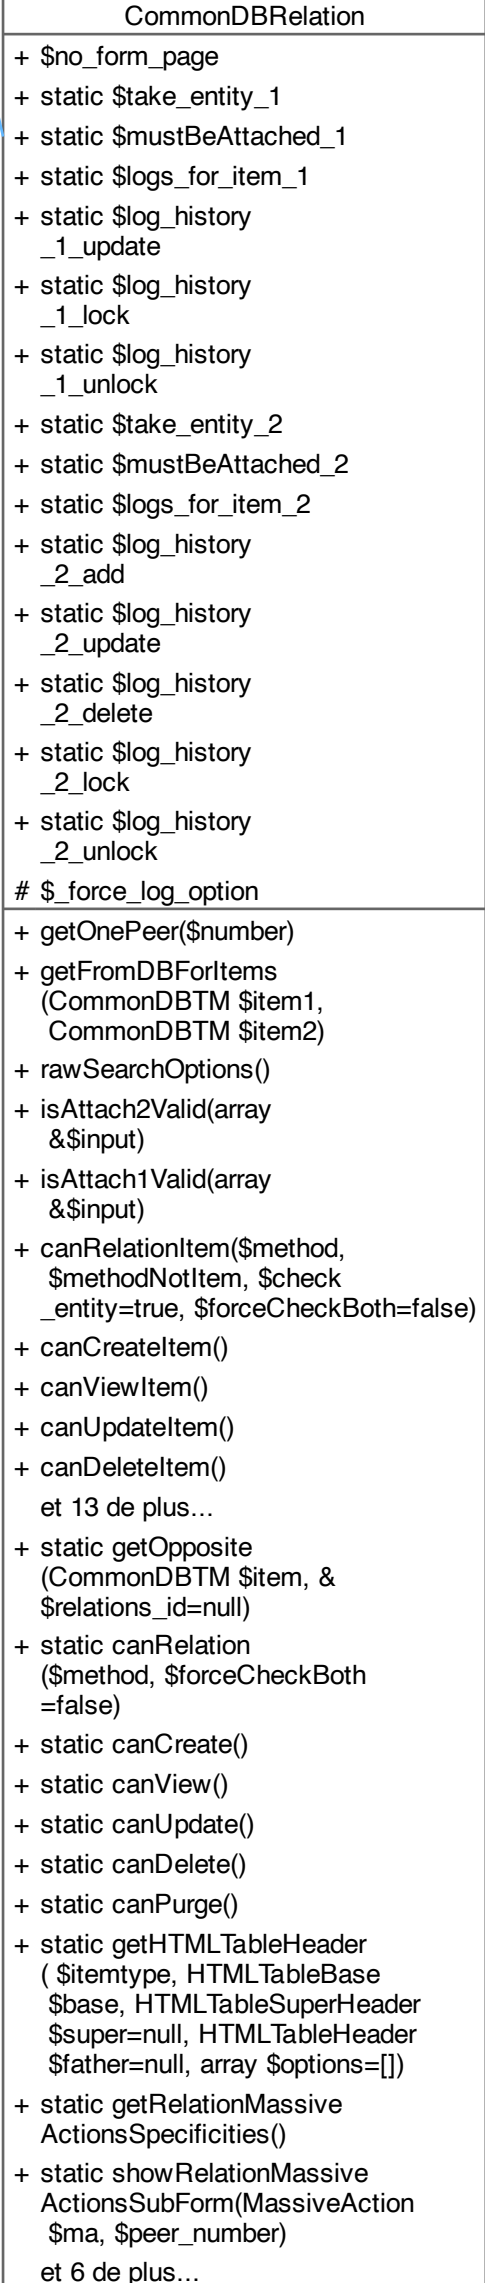 CommonDBRelation
+ $no_form_page
+ static $take_entity_1
+ static $mustBeAttached_1
+ static $logs_for_item_1
+ static $log_history
_1_update
+ static $log_history
_1_lock
+ static $log_history
_1_unlock
+ static $take_entity_2
+ static $mustBeAttached_2
+ static $logs_for_item_2
+ static $log_history
_2_add
+ static $log_history
_2_update
+ static $log_history
_2_delete
+ static $log_history
_2_lock
+ static $log_history
_2_unlock
# $_force_log_option
+ getOnePeer($number)
+ getFromDBForItems
(CommonDBTM $item1,
CommonDBTM $item2)
+ rawSearchOptions()
+ isAttach2Valid(array
&$input)
+ isAttach1Valid(array
&$input)
+ canRelationItem($method,
$methodNotItem, $check
_entity=true, $forceCheckBoth=false)
+ canCreateItem()
+ canViewItem()
+ canUpdateItem()
+ canDeleteItem()
et 13 de plus...
+ static getOpposite
(CommonDBTM $item, &
$relations_id=null)
+ static canRelation
($method, $forceCheckBoth
=false)
+ static canCreate()
+ static canView()
+ static canUpdate()
+ static canDelete()
+ static canPurge()
+ static getHTMLTableHeader
( $itemtype, HTMLTableBase
$base, HTMLTableSuperHeader
$super=null, HTMLTableHeader
$father=null, array $options=[])
+ static getRelationMassive
ActionsSpecificities()
+ static showRelationMassive
ActionsSubForm(MassiveAction
$ma, $peer_number)
et 6 de plus...